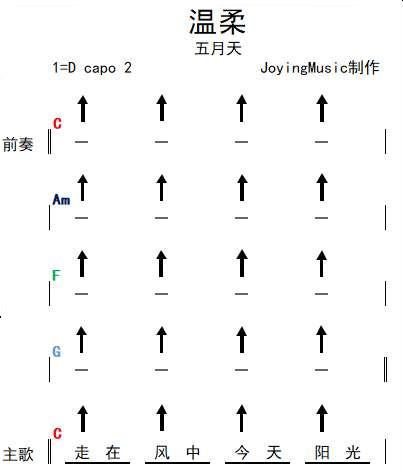 温柔
五月天
1=D capo 2 JoyingMusic制作
C
前奏
Am
F
G
C
主歌 走 在 风 中 今 天 阳 光